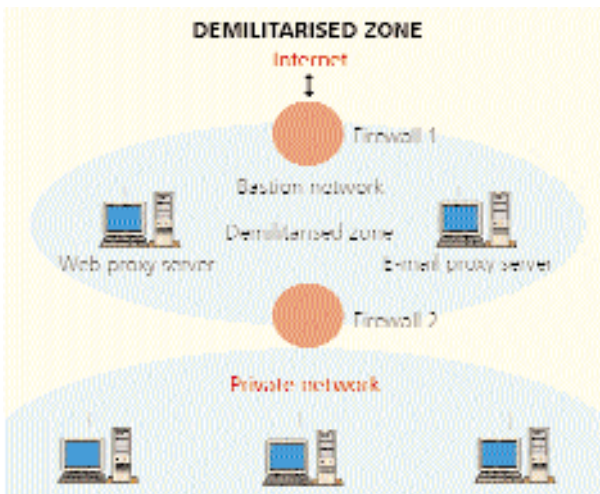 DEMILITARISED ZONE
Internet
Firewall 1
Bastion network
Demilitarised zone
Web proxy server
E-mail proxy server
Firewall 2
Private network